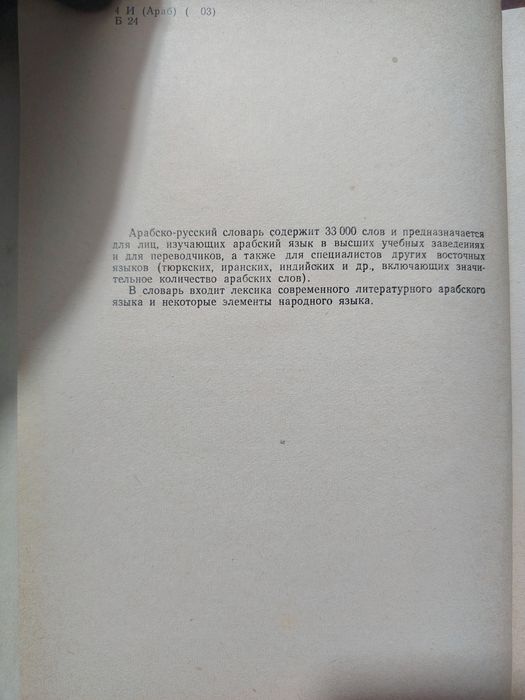 4 И (Араб) ( 03)
Б 24
Арабско-русский словарь содержит 33 000 слов и предназначается
для лиц, изучающих арабский язык в высших учебных заведениях
и для переводчиков, а также для специалистов других восточных
языков (тюркских, иранских, индийских и др., включающих значи-
тельное количество арабских слов).
В словарь входит лексика современного литературного арабского
языка и некоторые элементы народного языка.